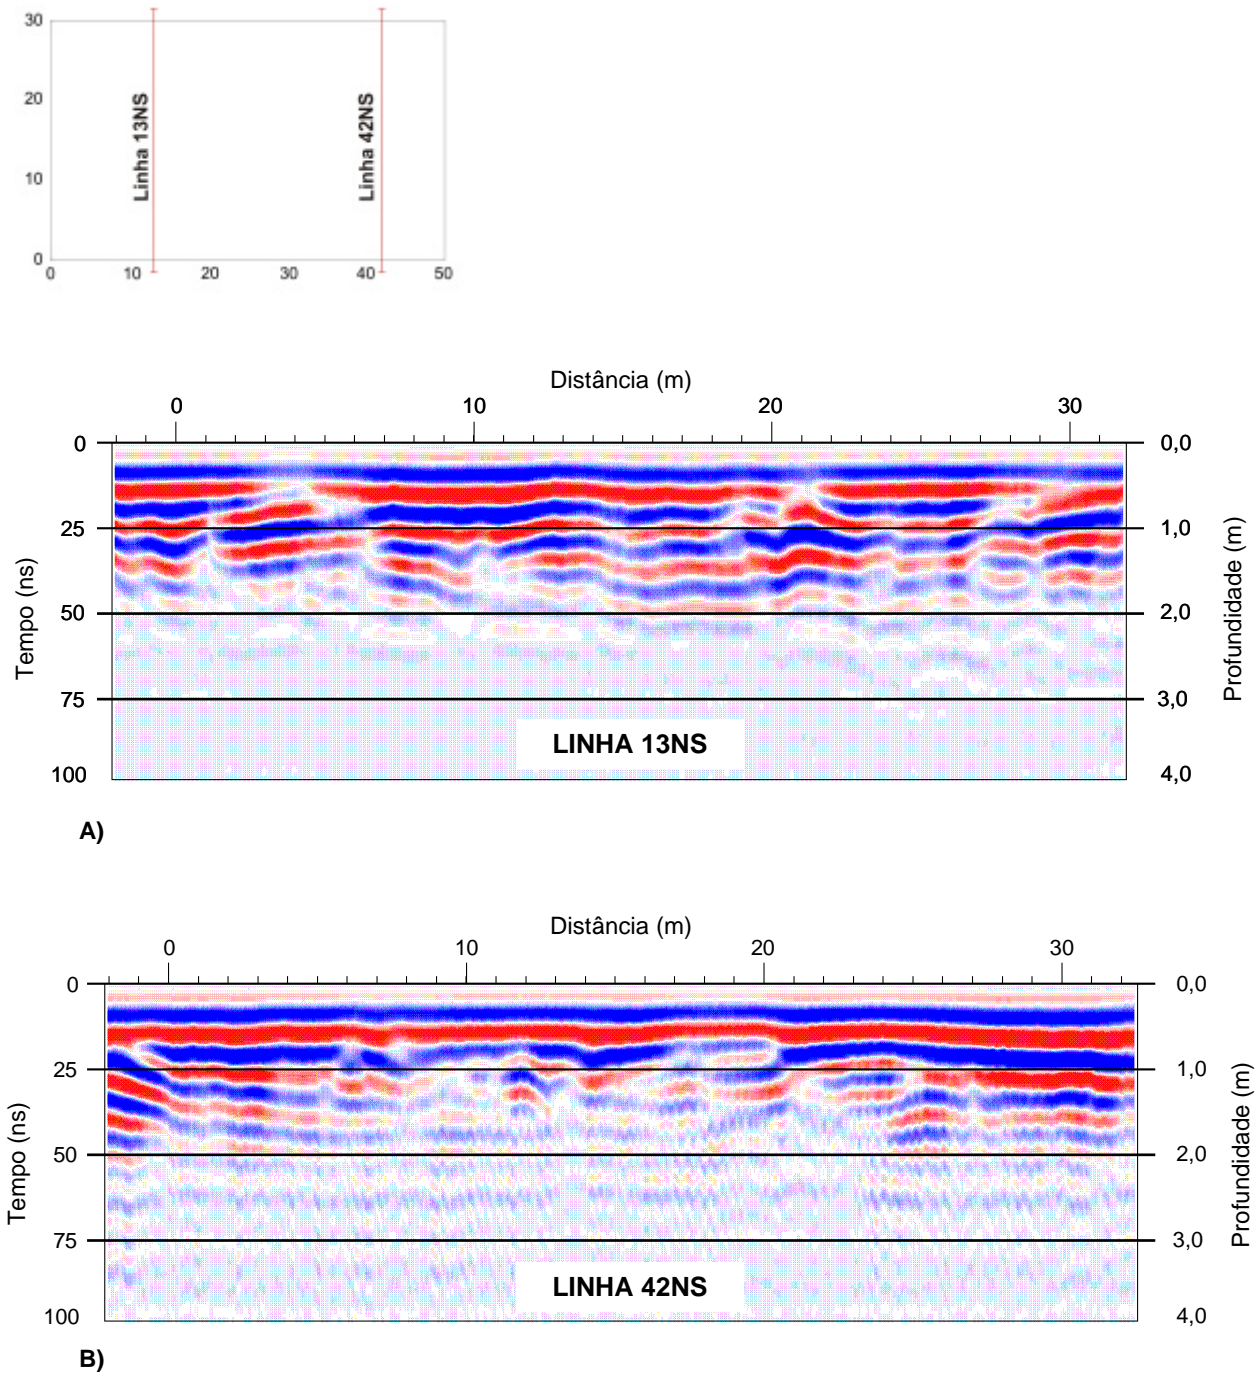 30
20
10
0
Linha 13NS
Linha 42NS
0 10 20 30 40 50
Distância (m)
0 10 20 30
0 0,0
25 1,0
50 2,0
75 3,0
100 4,0
Tempo (ns)
Profundidade (m)
LINHA 13NS
A)
Distância (m)
0 10 20 30
0 0,0
25 1,0
50 2,0
75 3,0
100 4,0
Tempo (ns)
Profundidade (m)
LINHA 42NS
B)